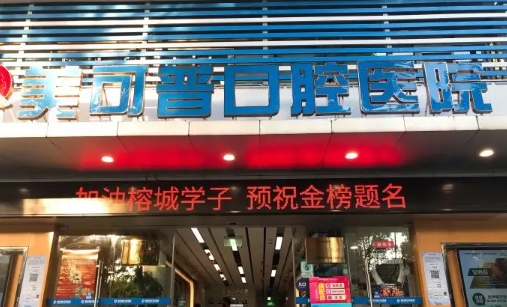 美可普口腔医院
加油榕城学子 预祝金榜题名